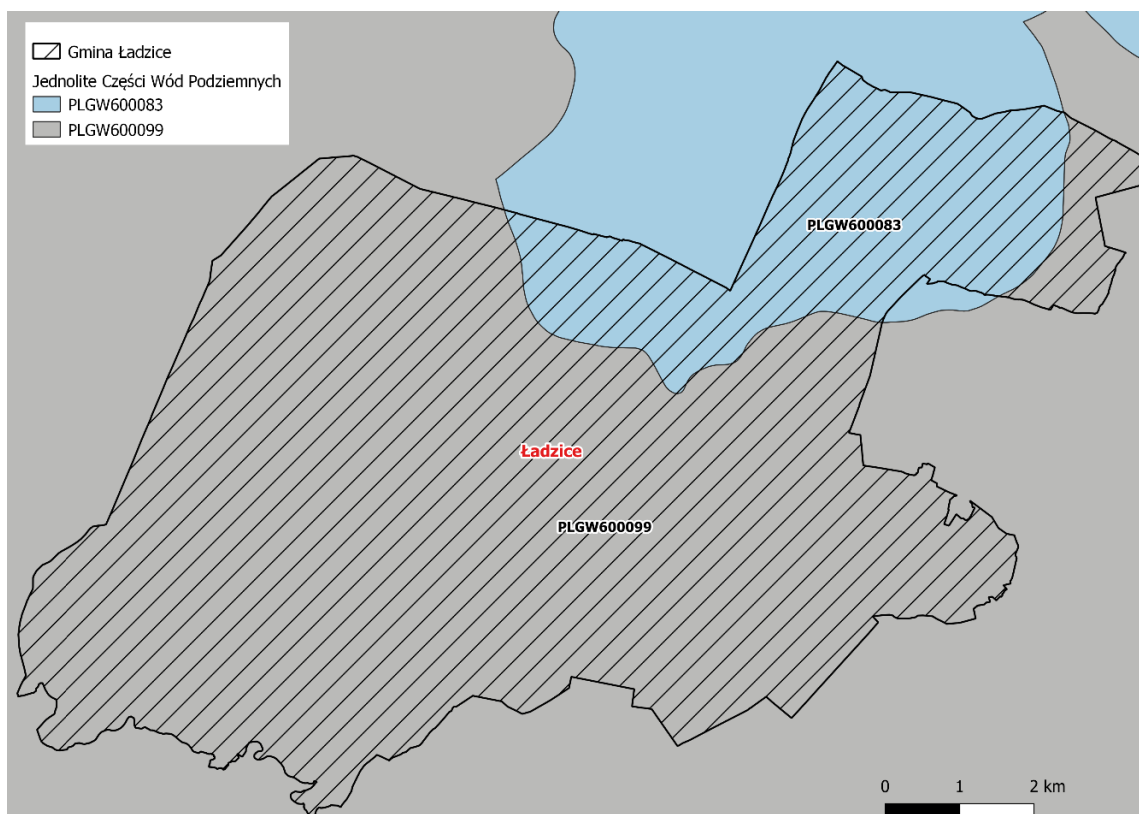 Gmina Ładzice
Jednolite Części Wód Podziemnych
PLGW600083
PLGW600099
PLGW600083
Ładzice
PLGW600099
0 1 2 km